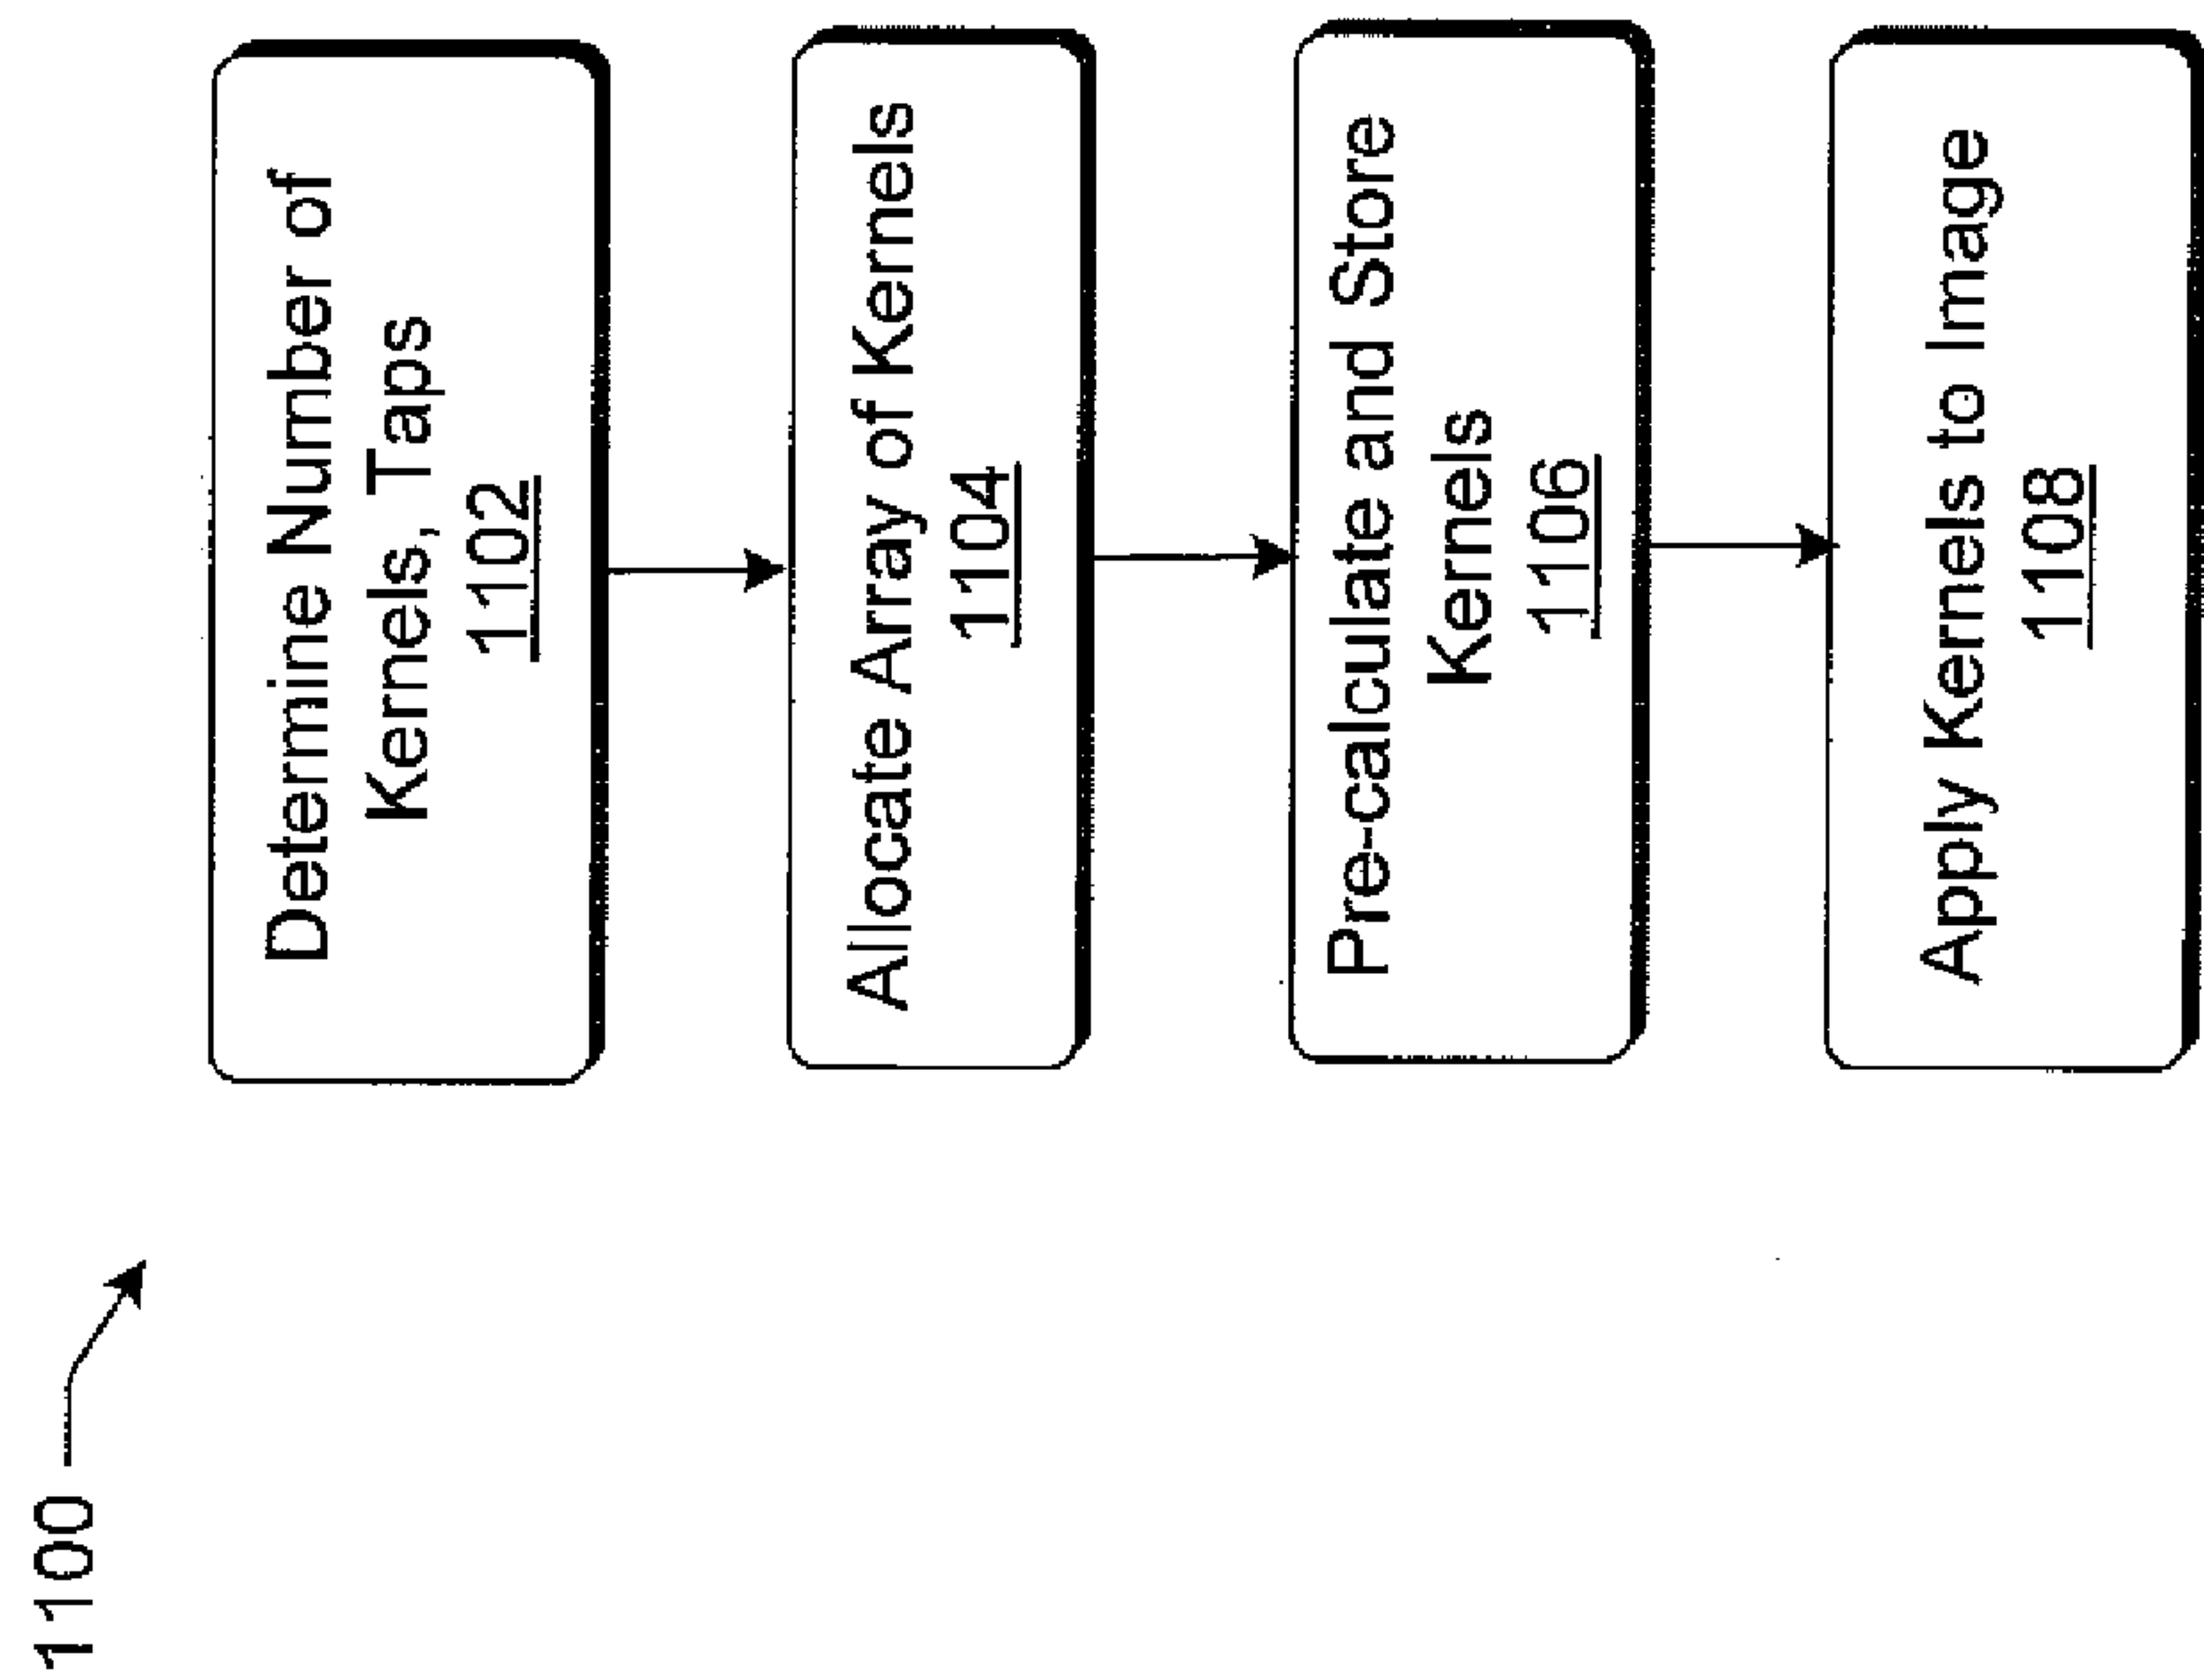 1100
Determine Number of
Kernels, Taps
1102
Allocate Array of Kernels
1104
Pre-calculate and Store
Kernels
1106
Apply Kernels to Image
1108